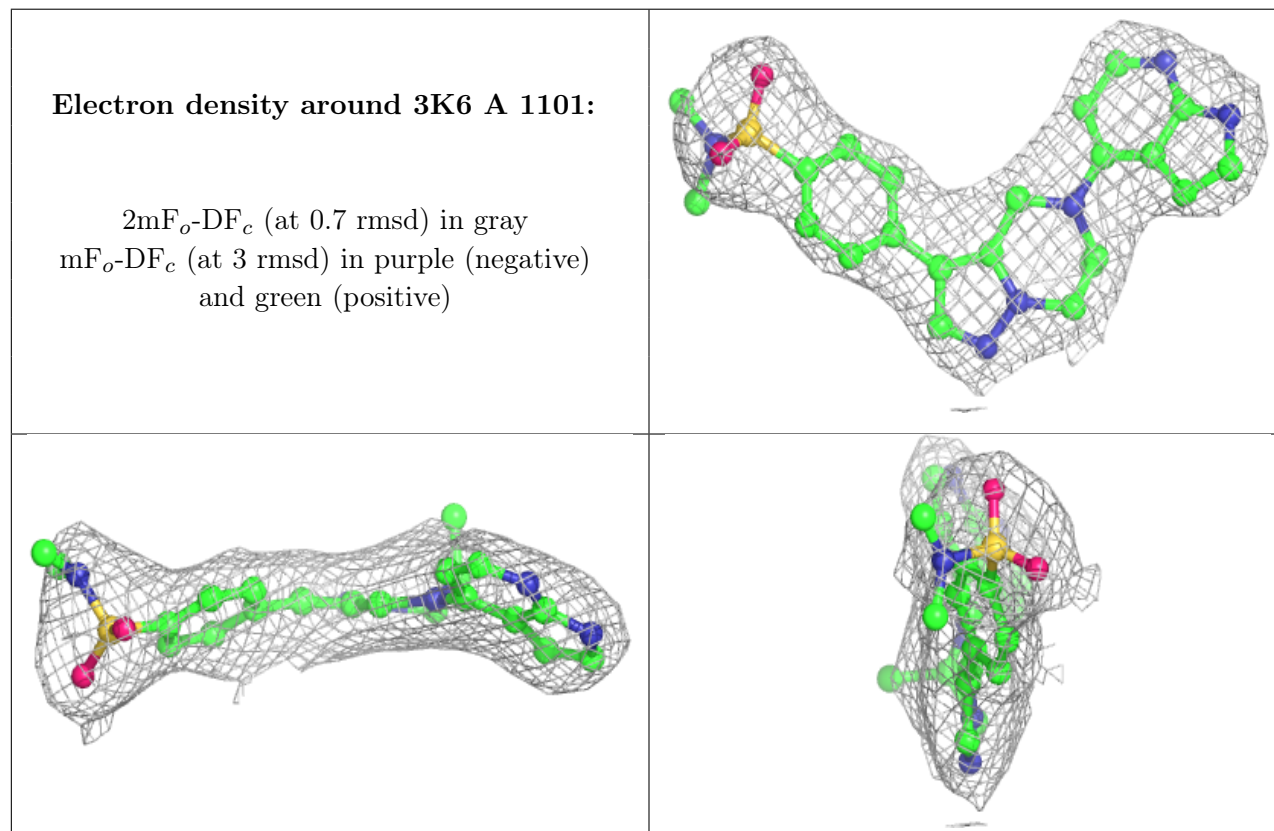 Electron density around 3K6 A 1101:
2mFo-DFc (at 0.7 rmsd) in gray
mFo-DFc (at 3 rmsd) in purple (negative)
and green (positive)